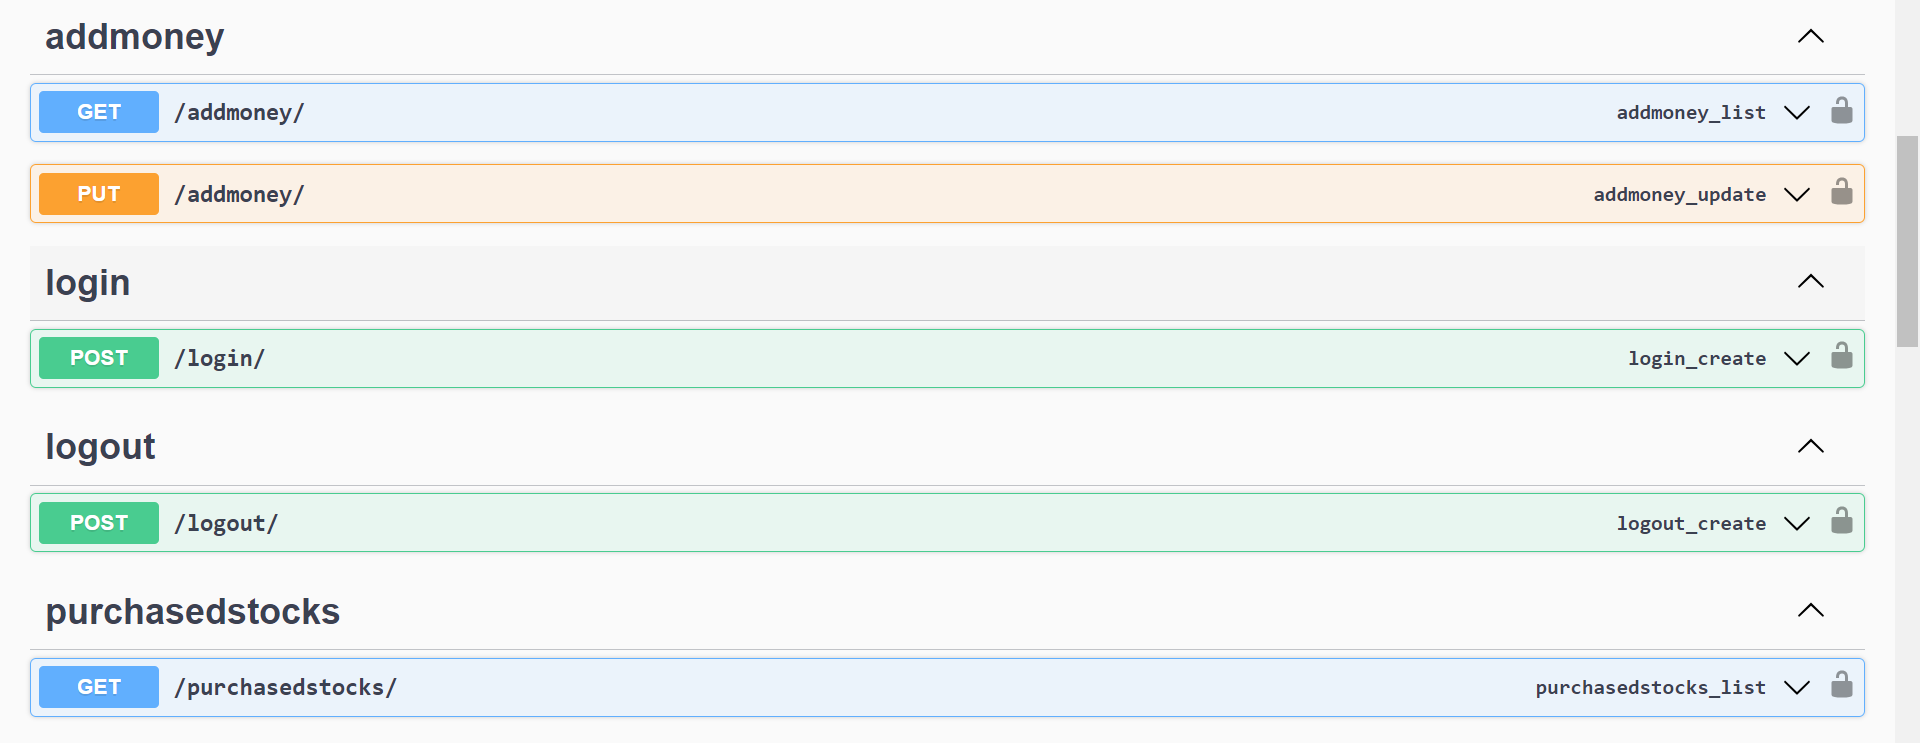 addmoney
GET /addmoney/ addmoney_list
PUT /addmoney/ addmoney_update
login
POST /login/ login_create
logout
POST /logout/ logout_create
purchasedstocks
GET /purchasedstocks/ purchasedstocks_list